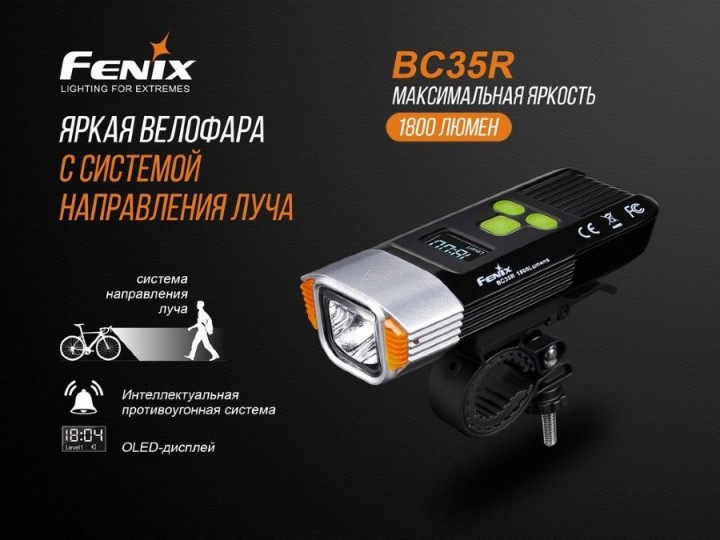 FENIX
LIGHTING FOR EXTREMES
ЯРКАЯ ВЕЛОФАРА
С СИСТЕМОЙ
НАПРАВЛЕНИЯ ЛУЧА
BC35R
МАКСИМАЛЬНАЯ ЯРКОСТЬ
1800 ЛЮМЕН
система
направления
луча
Интеллектуальная
противоугонная система
18:04
Level1
OLED-дисплей
FENIX
BC35R 1800Lumens
CE FC